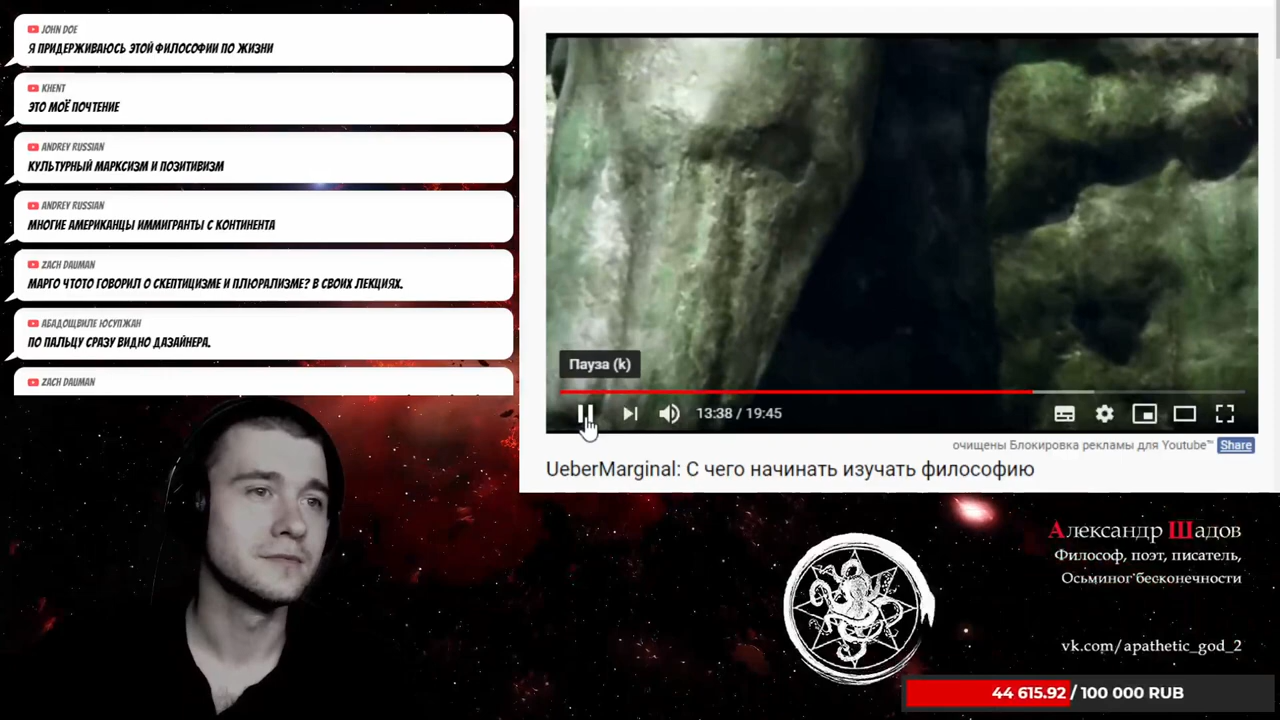 JOHN DOE
Я ПРИДЕРЖИВАЮСЬ ЭТОЙ ФИЛОСОФИИ ПО ЖИЗНИ
KHENT
ЭТО МОЁ ПОЧТЕНИЕ
ANDREY RUSSIAN
КУЛЬТУРНЫЙ МАРКСИЗМ И ПОЗИТИВИЗМ
ANDREY RUSSIAN
МНОГИЕ АМЕРИКАНЦЫ ИММИГРАНТЫ С КОНТИНЕНТА
ZACH DAUMAN
МАРГО ЧТОТО ГОВОРИЛ О СКЕПТИЦИЗМЕ И ПЛЮРАЛИЗМЕ? В СВОИХ ЛЕКЦИЯХ.
АБАДОЩВИЛЕ ЮСУПЖАН
ПО ПАЛЬЦУ СРАЗУ ВИДНО ДАЗАЙНЕРА.
ZACH DAUMAN
Пауза (k)
13:38 / 19:45
очищены Блокировка рекламы для Youtube™ Share
UeberMarginal: С чего начинать изучать философию
Александр Шадов
Философ, поэт, писатель,
Осьминог бесконечности
vk.com/apathetic_god_2
44 615.92 / 100 000 RUB